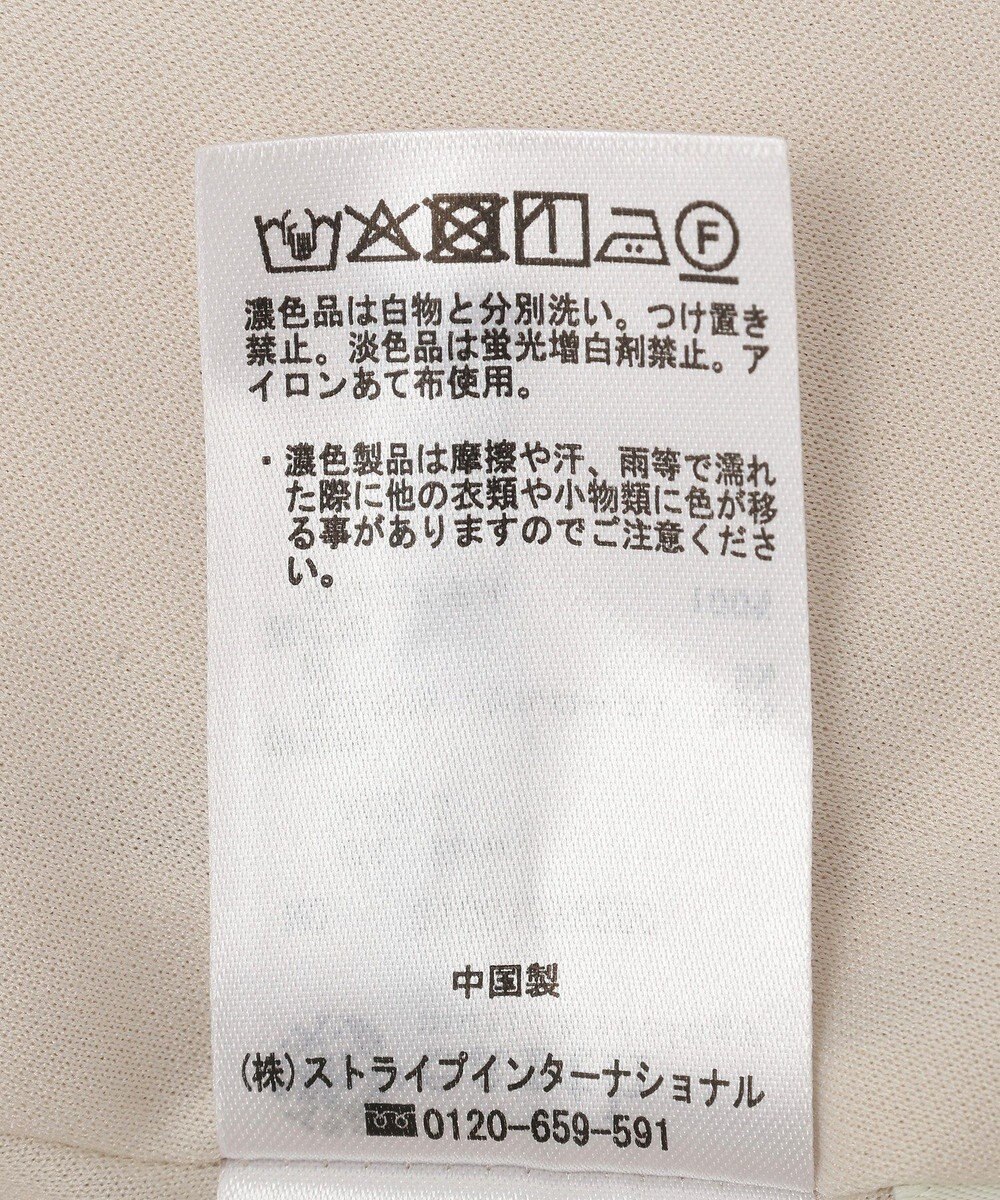 濃色品は白物と分別洗い。つけ置き
禁止。淡色品は蛍光増白剤禁止。ア
イロンあて布使用。
・濃色製品は摩擦や汗、雨等で濡れ
た際に他の衣類や小物類に色が移
る事がありますのでご注意くださ
い。
中国製
(株)ストライプインターナショナル
0120-659-591